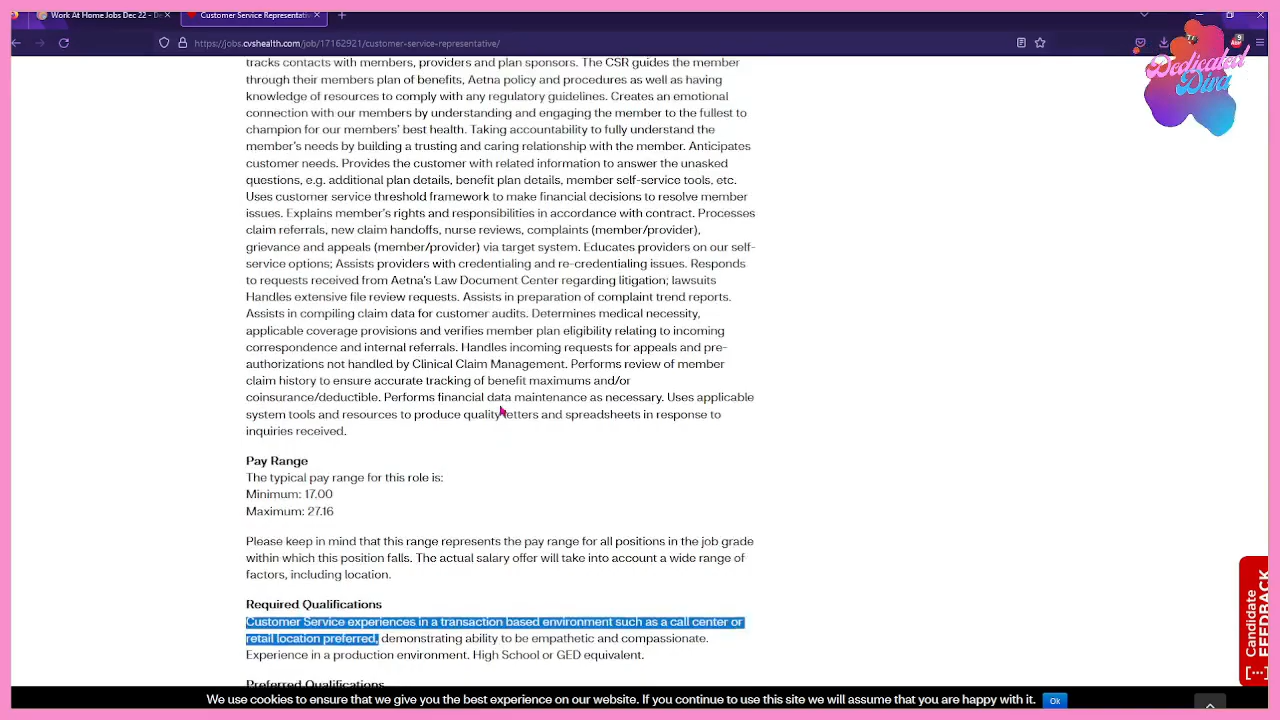 Work At Home Jobs Dec 22 - D
Customer Service Representativ
https://jobs.cvshealth.com/job/17162921/customer-service-representative/
Dedicated
Diva
tracks contacts with members, providers and plan sponsors. The CSR guides the member
through their members plan of benefits, Aetna policy and procedures as well as having
knowledge of resources to comply with any regulatory guidelines. Creates an emotional
connection with our members by understanding and engaging the member to the fullest to
champion for our members’ best health. Taking accountability to fully understand the
member’s needs by building a trusting and caring relationship with the member. Anticipates
customer needs. Provides the customer with related information to answer the unasked
questions, e.g. additional plan details, benefit plan details, member self-service tools, etc.
Uses customer service threshold framework to make financial decisions to resolve member
issues. Explains member’s rights and responsibilities in accordance with contract. Processes
claim referrals, new claim handoffs, nurse reviews, complaints (member/provider),
grievance and appeals (member/provider) via target system. Educates providers on our self-
service options; Assists providers with credentialing and re-credentialing issues. Responds
to requests received from Aetna’s Law Document Center regarding litigation; lawsuits
Handles extensive file review requests. Assists in preparation of complaint trend reports.
Assists in compiling claim data for customer audits. Determines medical necessity,
applicable coverage provisions and verifies member plan eligibility relating to incoming
correspondence and internal referrals. Handles incoming requests for appeals and pre-
authorizations not handled by Clinical Claim Management. Performs review of member
claim history to ensure accurate tracking of benefit maximums and/or
coinsurance/deductible. Performs financial data maintenance as necessary. Uses applicable
system tools and resources to produce quality letters and spreadsheets in response to
inquiries received.
Pay Range
The typical pay range for this role is:
Minimum: 17.00
Maximum: 27.16
Please keep in mind that this range represents the pay range for all positions in the job grade
within which this position falls. The actual salary offer will take into account a wide range of
factors, including location.
Required Qualifications
Customer Service experiences in a transaction based environment such as a call center or
retail location preferred, demonstrating ability to be empathetic and compassionate.
Experience in a production environment. High School or GED equivalent.
Preferred Qualifications
Candidate
FEEDBACK
[···]
We use cookies to ensure that we give you the best experience on our website. If you continue to use this site we will assume that you are happy with it.
Ok